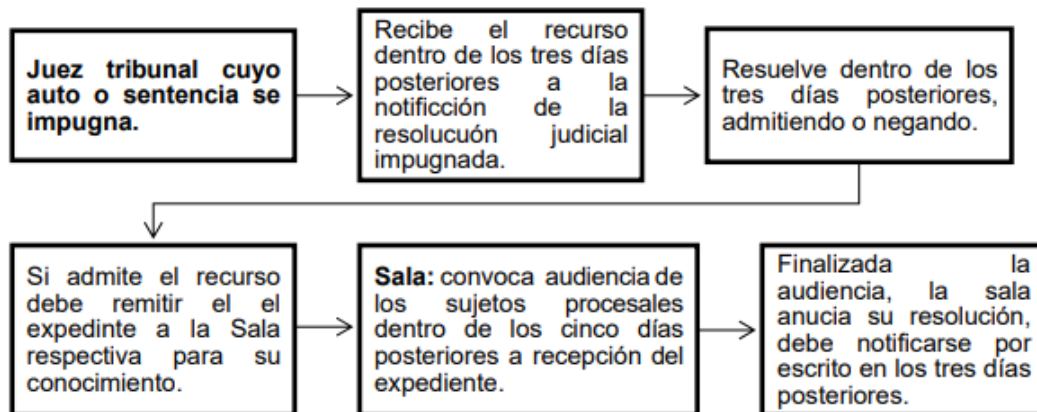 Juez tribunal cuyo
auto o sentencia se
impugna.
Recibe el recurso
dentro de los tres días
posteriores a la
notificción de la
resolucuón judicial
impugnada.
Resuelve dentro de los
tres días posteriores,
admitiendo o negando.
Si admite el recurso
debe remitir el el
expedinte a la Sala
respectiva para su
conocimiento.
Sala: convoca audiencia de
los sujetos procesales
dentro de los cinco días
posteriores a recepción del
expediente.
Finalizada la
audiencia, la sala
anucia su resolución,
debe notificarse por
escrito en los tres días
posteriores.